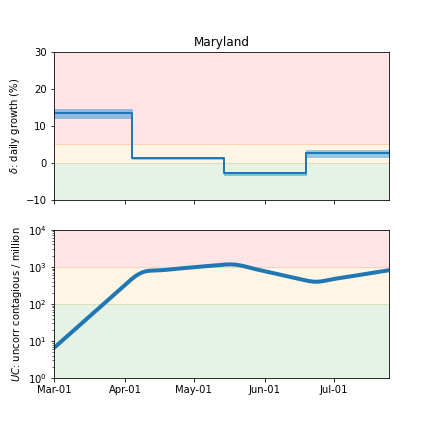 Maryland
δ: daily growth (%)
30
20
10
0
−10
UC: uncorr contagious / million
10⁴
10³
10²
10¹
10⁰
Mar-01 Apr-01 May-01 Jun-01 Jul-01